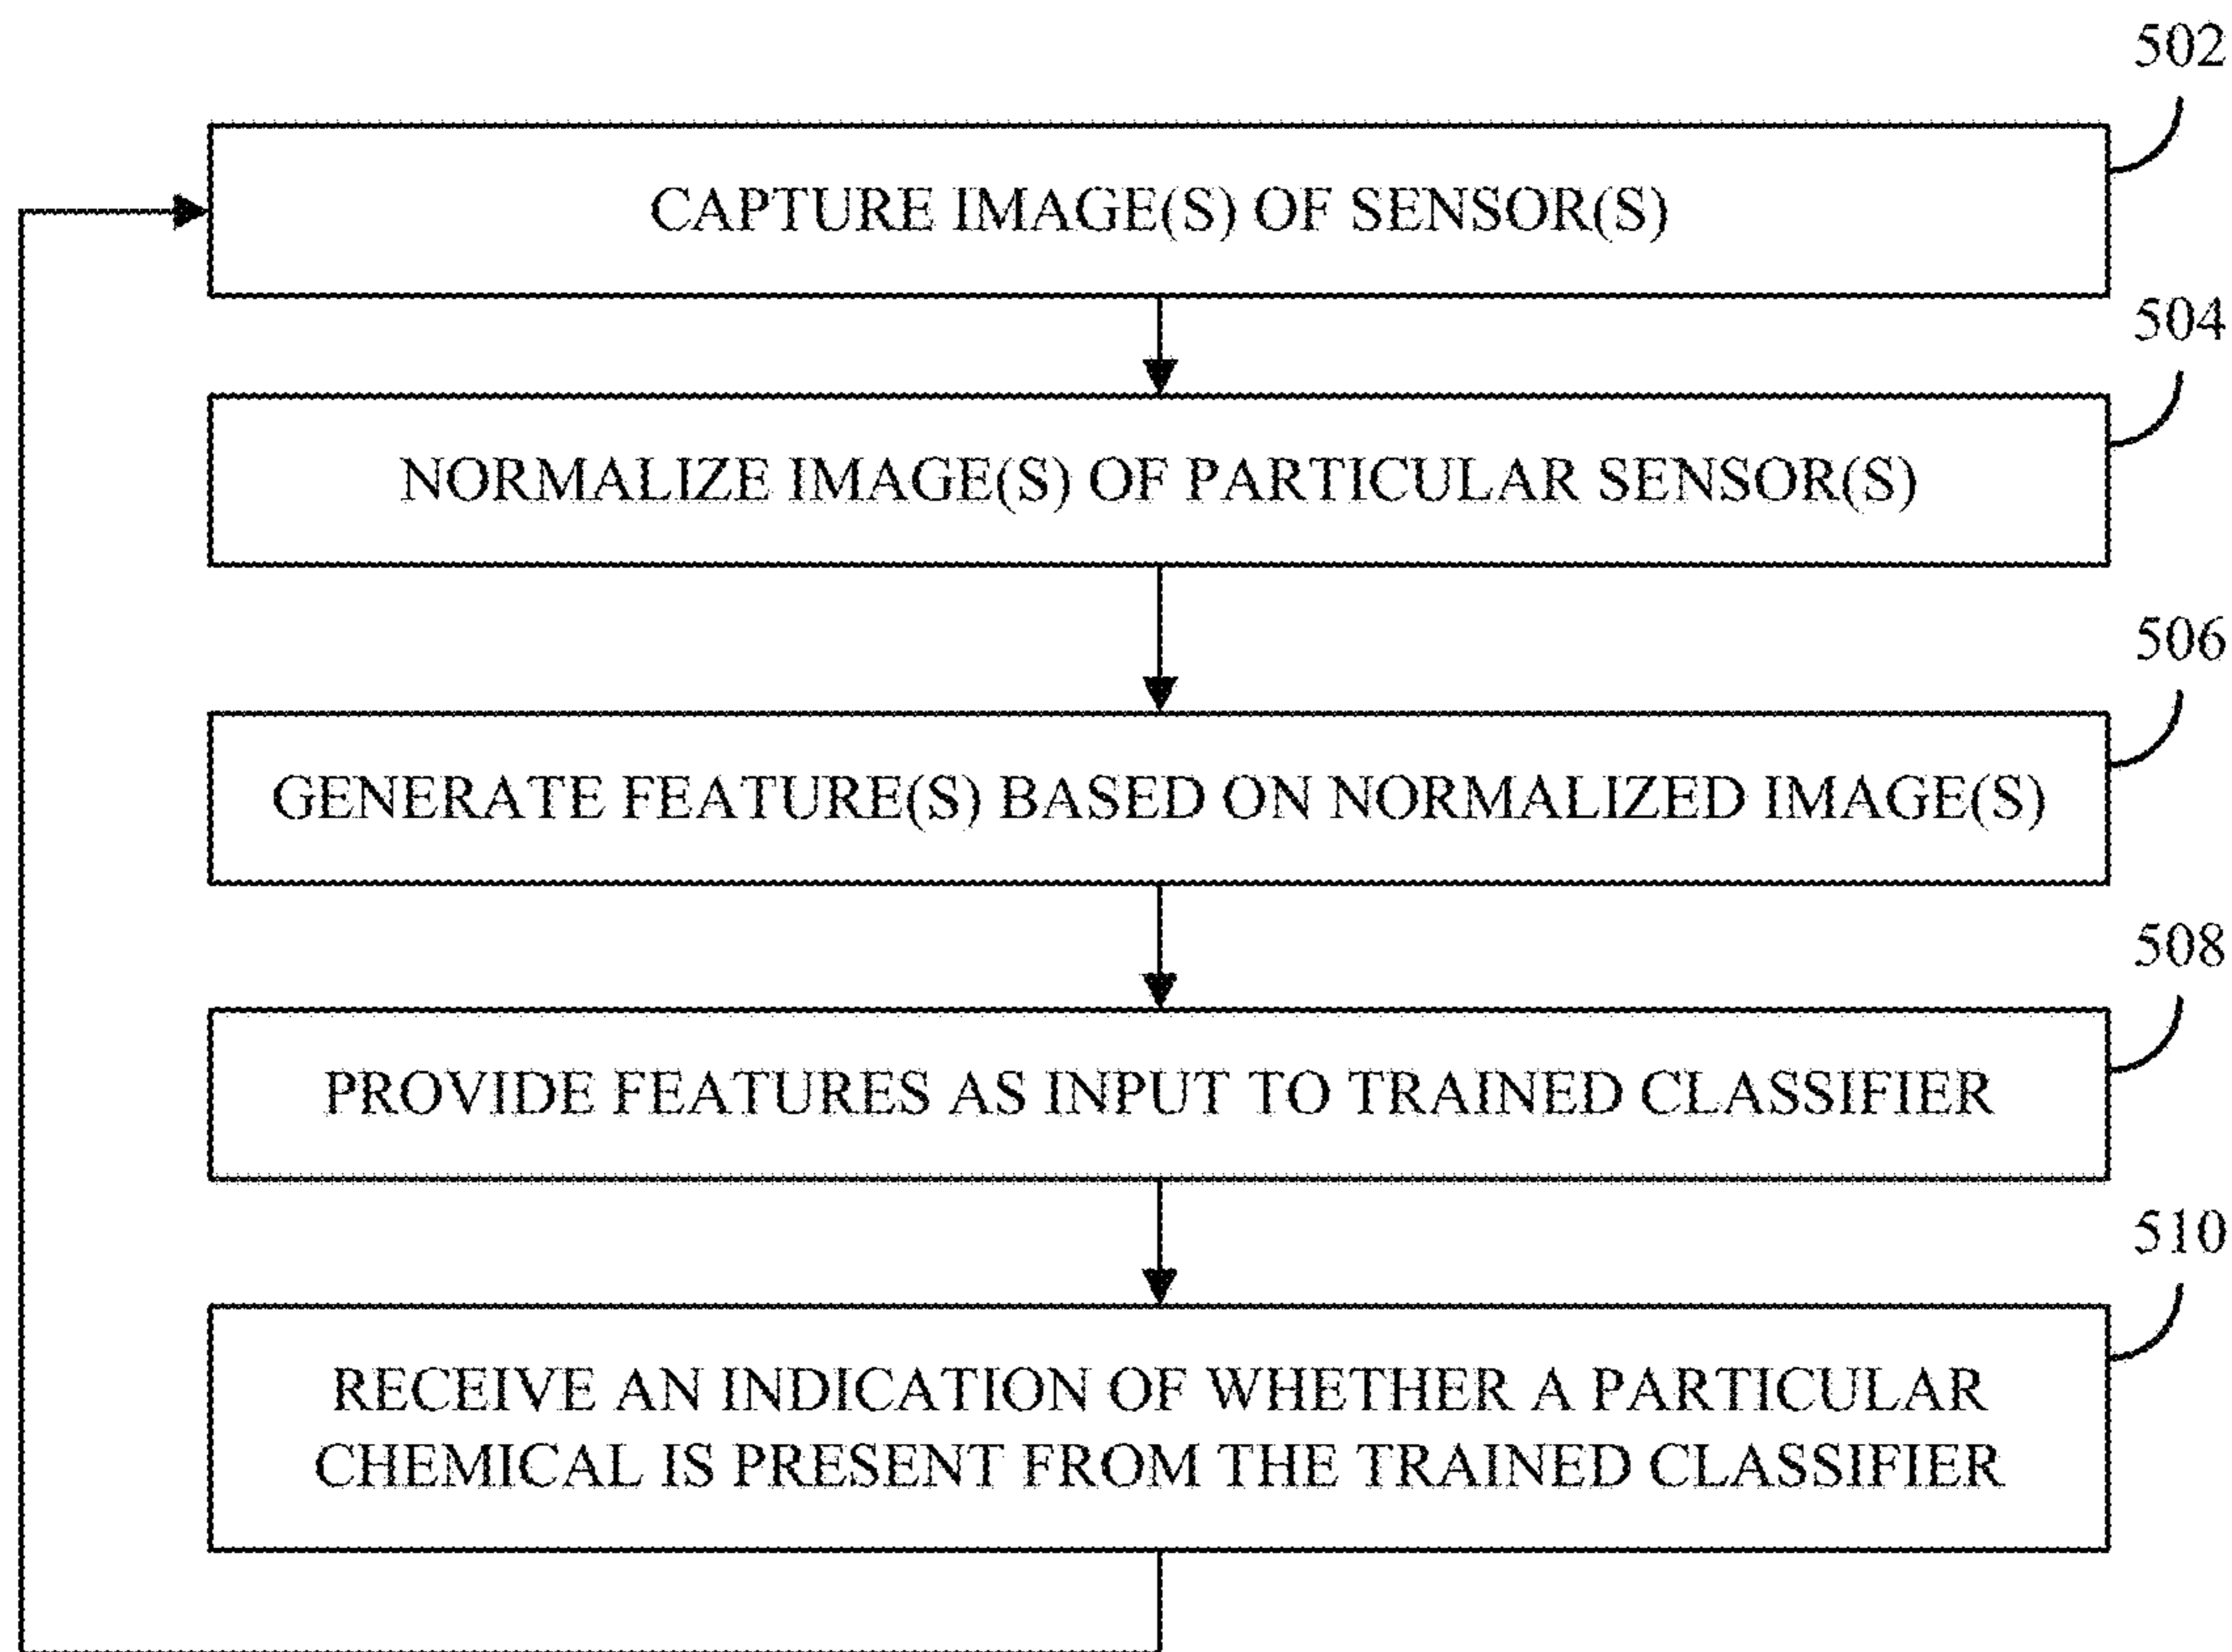 502
CAPTURE IMAGE(S) OF SENSOR(S)
504
NORMALIZE IMAGE(S) OF PARTICULAR SENSOR(S)
506
GENERATE FEATURE(S) BASED ON NORMALIZED IMAGE(S)
508
PROVIDE FEATURES AS INPUT TO TRAINED CLASSIFIER
510
RECEIVE AN INDICATION OF WHETHER A PARTICULAR
CHEMICAL IS PRESENT FROM THE TRAINED CLASSIFIER